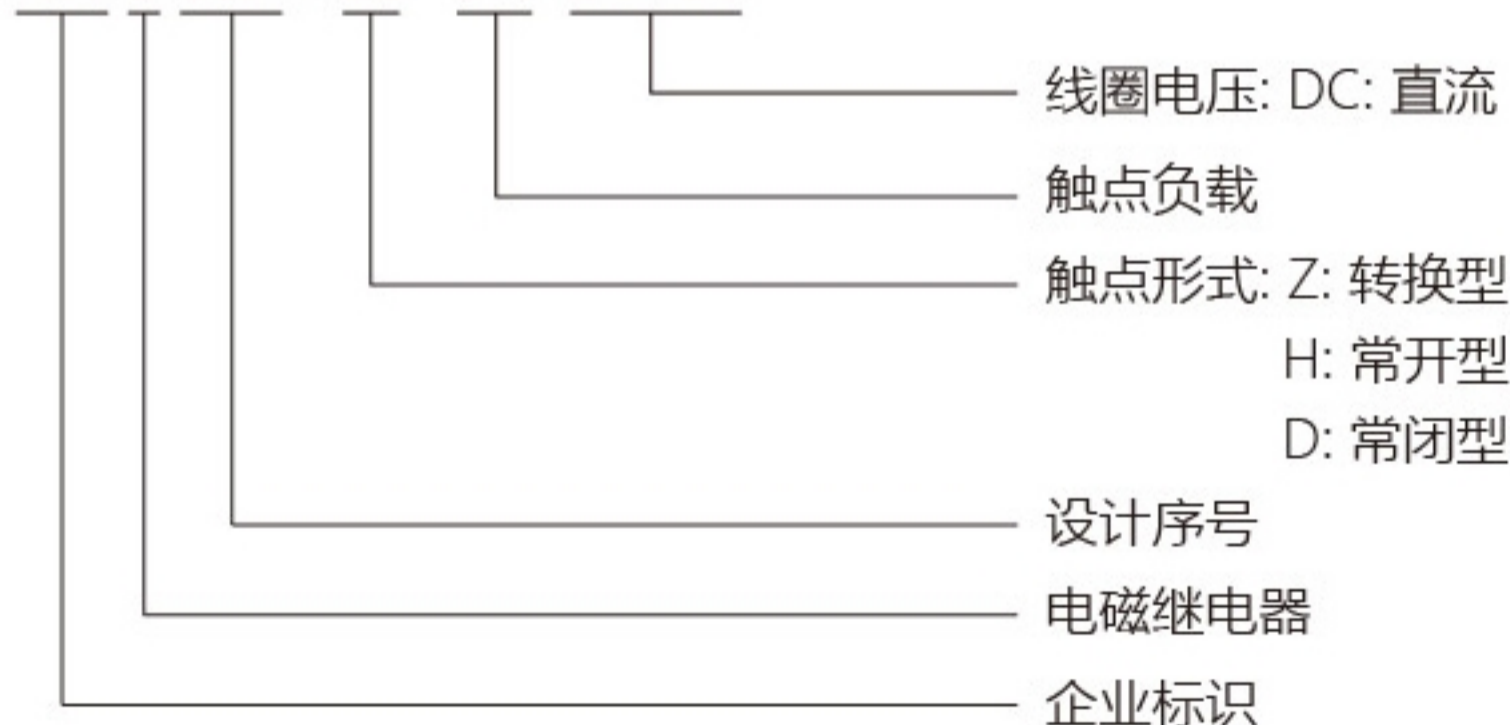 线圈电压: DC: 直流
触点负载
触点形式: Z: 转换型
H: 常开型
D: 常闭型
设计序号
电磁继电器
企业标识